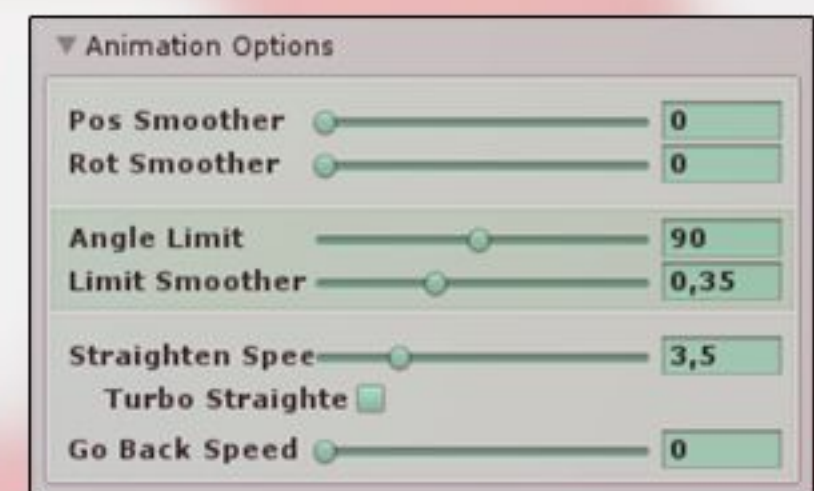 Animation Options
Pos Smoother 0
Rot Smoother 0
Angle Limit 90
Limit Smoother 0,35
Straighten Spee 3,5
Turbo Straighte
Go Back Speed 0